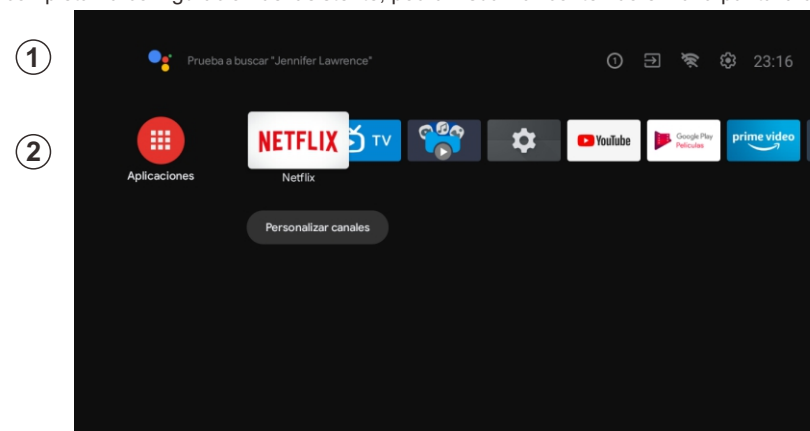 1
Prueba a buscar "Jennifer Lawrence"
23:16
2
NETFLIX
TV
YouTube
Google Play
Películas
prime video
Aplicaciones
Netflix
Personalizar canales